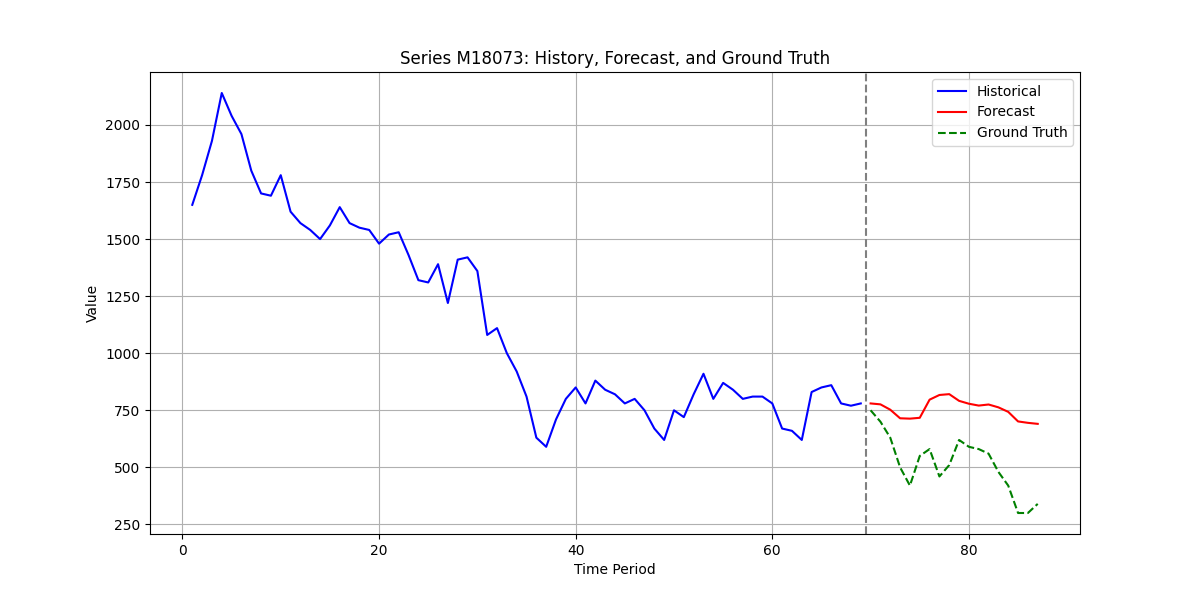 Series M18073: History, Forecast, and Ground Truth
Historical
Forecast
Ground Truth
2000
1750
1500
1250
1000
750
500
250
Value
0 20 40 60 80
Time Period